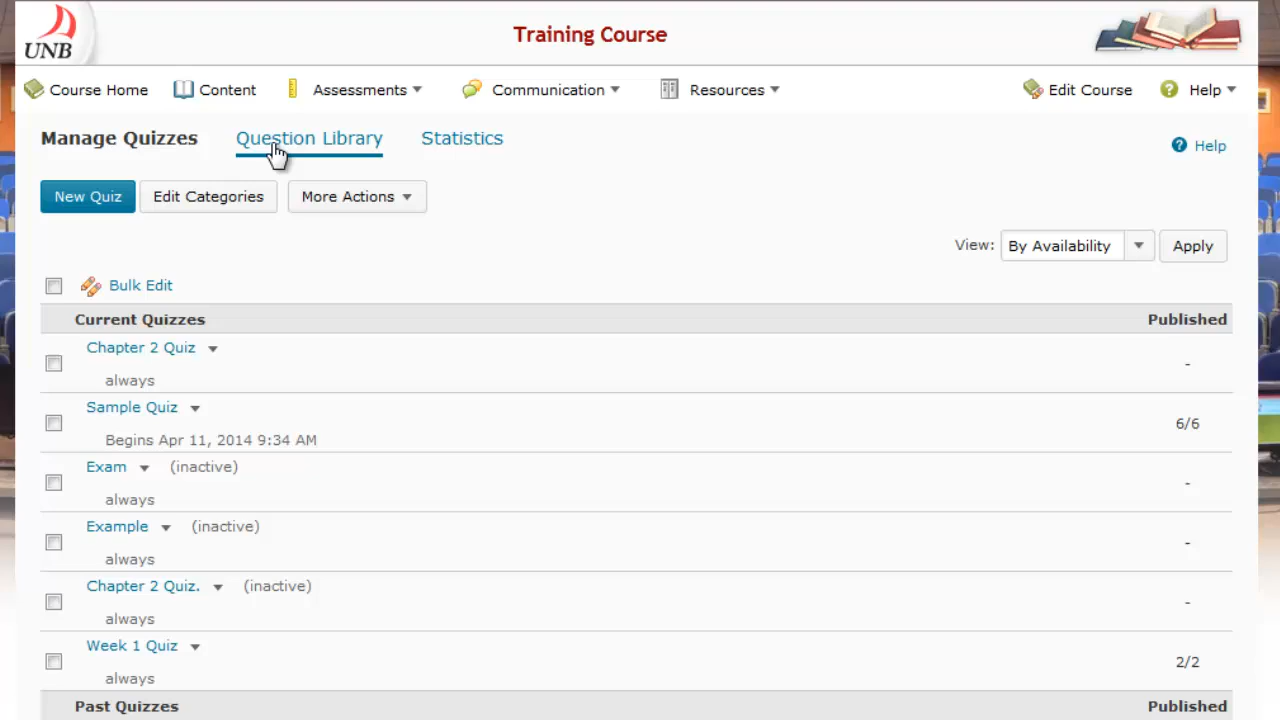 UNB
Training Course
Course Home Content Assessments Communication Resources Edit Course Help
Manage Quizzes Question Library Statistics
Help
New Quiz Edit Categories More Actions
View: By Availability Apply
Bulk Edit
Current Quizzes Published
Chapter 2 Quiz
always
-
Sample Quiz
Begins Apr 11, 2014 9:34 AM
6/6
Exam (inactive)
always
-
Example (inactive)
always
-
Chapter 2 Quiz. (inactive)
always
-
Week 1 Quiz
always
2/2
Past Quizzes Published